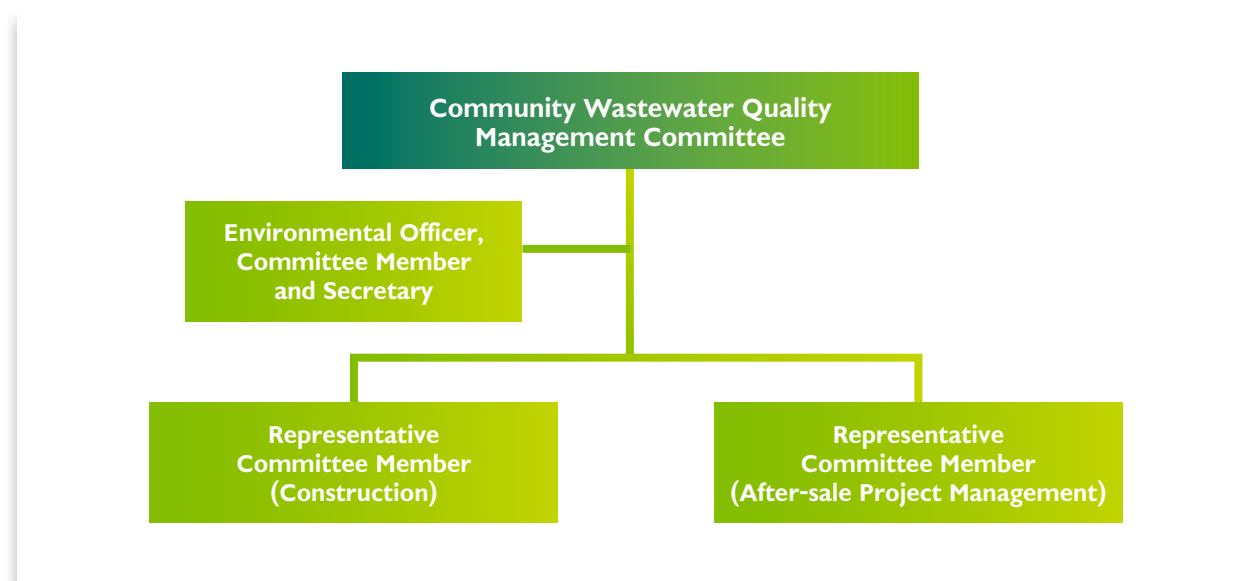 Community Wastewater Quality
Management Committee
Environmental Officer,
Committee Member
and Secretary
Representative
Committee Member
(Construction)
Representative
Committee Member
(After-sale Project Management)